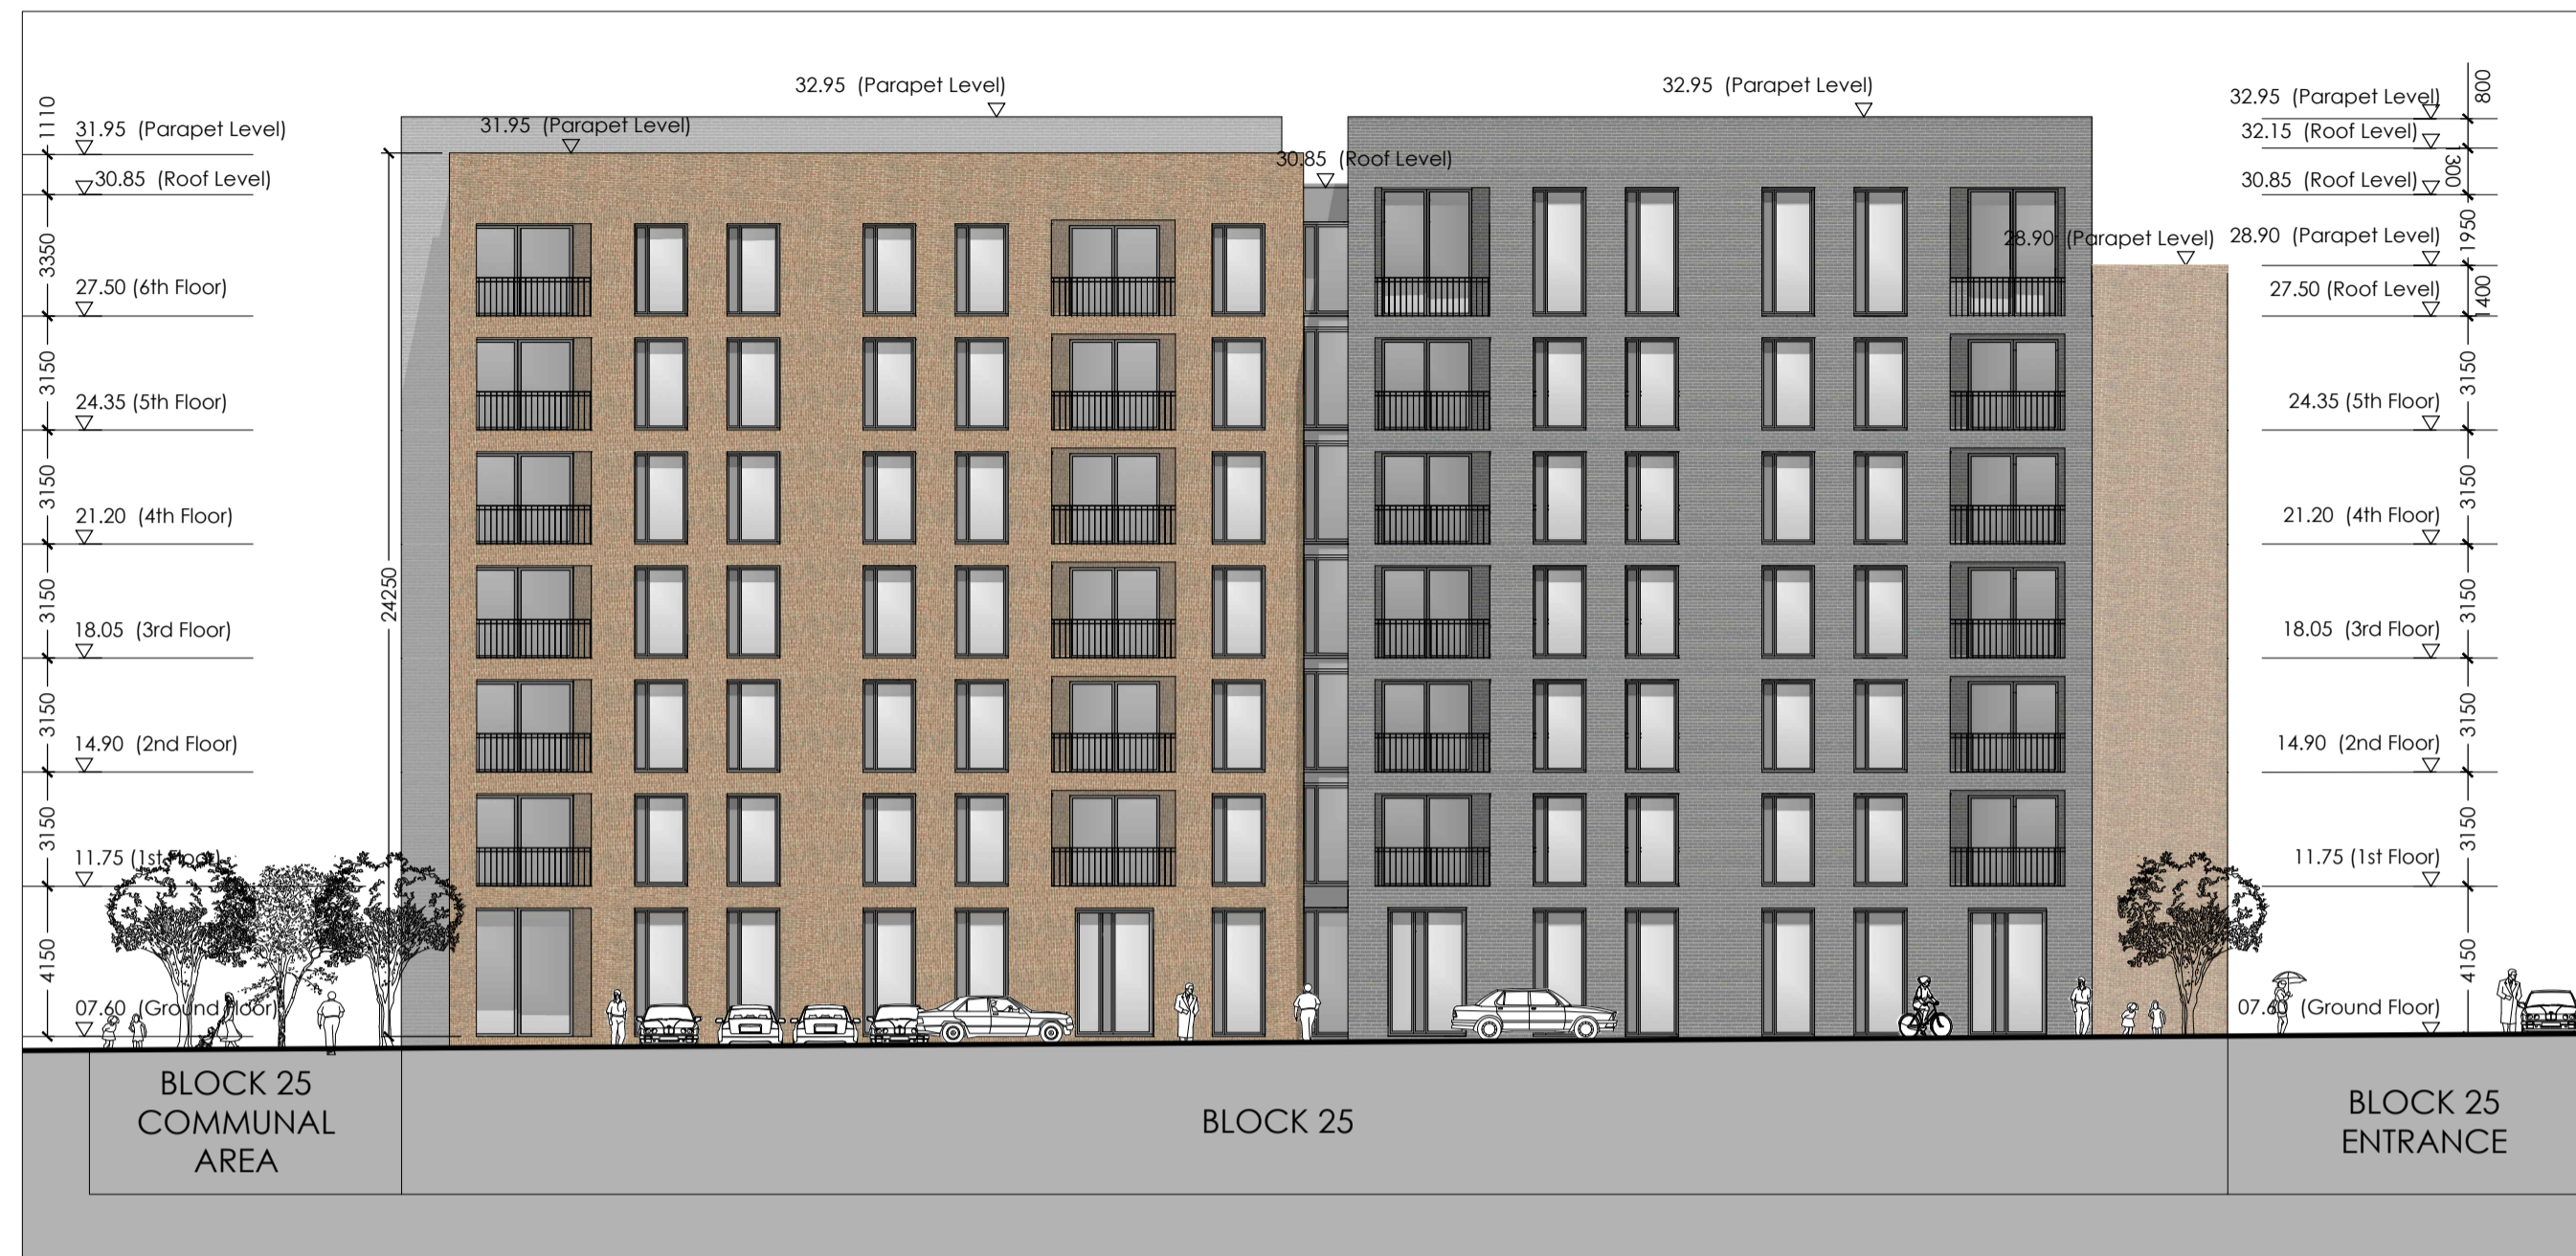 32.95 (Parapet Level)
32.95 (Parapet Level)
1110
31.95 (Parapet Level)
31.95 (Parapet Level)
30.85 (Roof Level)
30.85 (Roof Level)
3350
27.50 (6th Floor)
3150
24.35 (5th Floor)
3150
21.20 (4th Floor)
3150
18.05 (3rd Floor)
3150
14.90 (2nd Floor)
3150
11.75 (1st Floor)
4150
07.60 (Ground Floor)
24250
800
32.95 (Parapet Level)
32.15 (Roof Level)
1300
30.85 (Roof Level)
1950
28.90 (Parapet Level)
28.90 (Parapet Level)
27.50 (Roof Level)
1400
3150
24.35 (5th Floor)
3150
21.20 (4th Floor)
3150
18.05 (3rd Floor)
3150
14.90 (2nd Floor)
3150
11.75 (1st Floor)
4150
07.60 (Ground Floor)
BLOCK 25
COMMUNAL
AREA
BLOCK 25
BLOCK 25
ENTRANCE